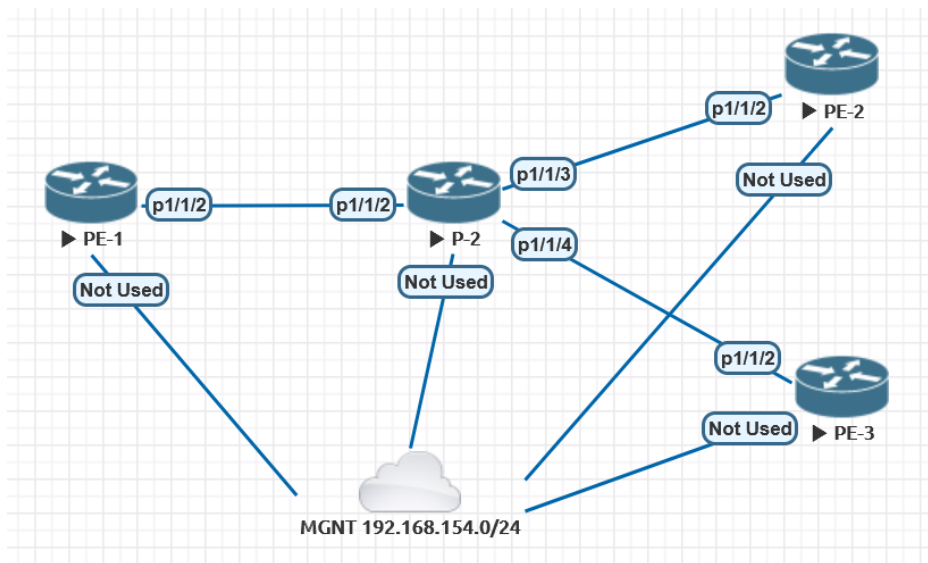 p1/1/2
PE-2
p1/1/3
Not Used
p1/1/2
p1/1/2
PE-1
P-2
p1/1/4
Not Used
Not Used
p1/1/2
Not Used
PE-3
MGNT 192.168.154.0/24